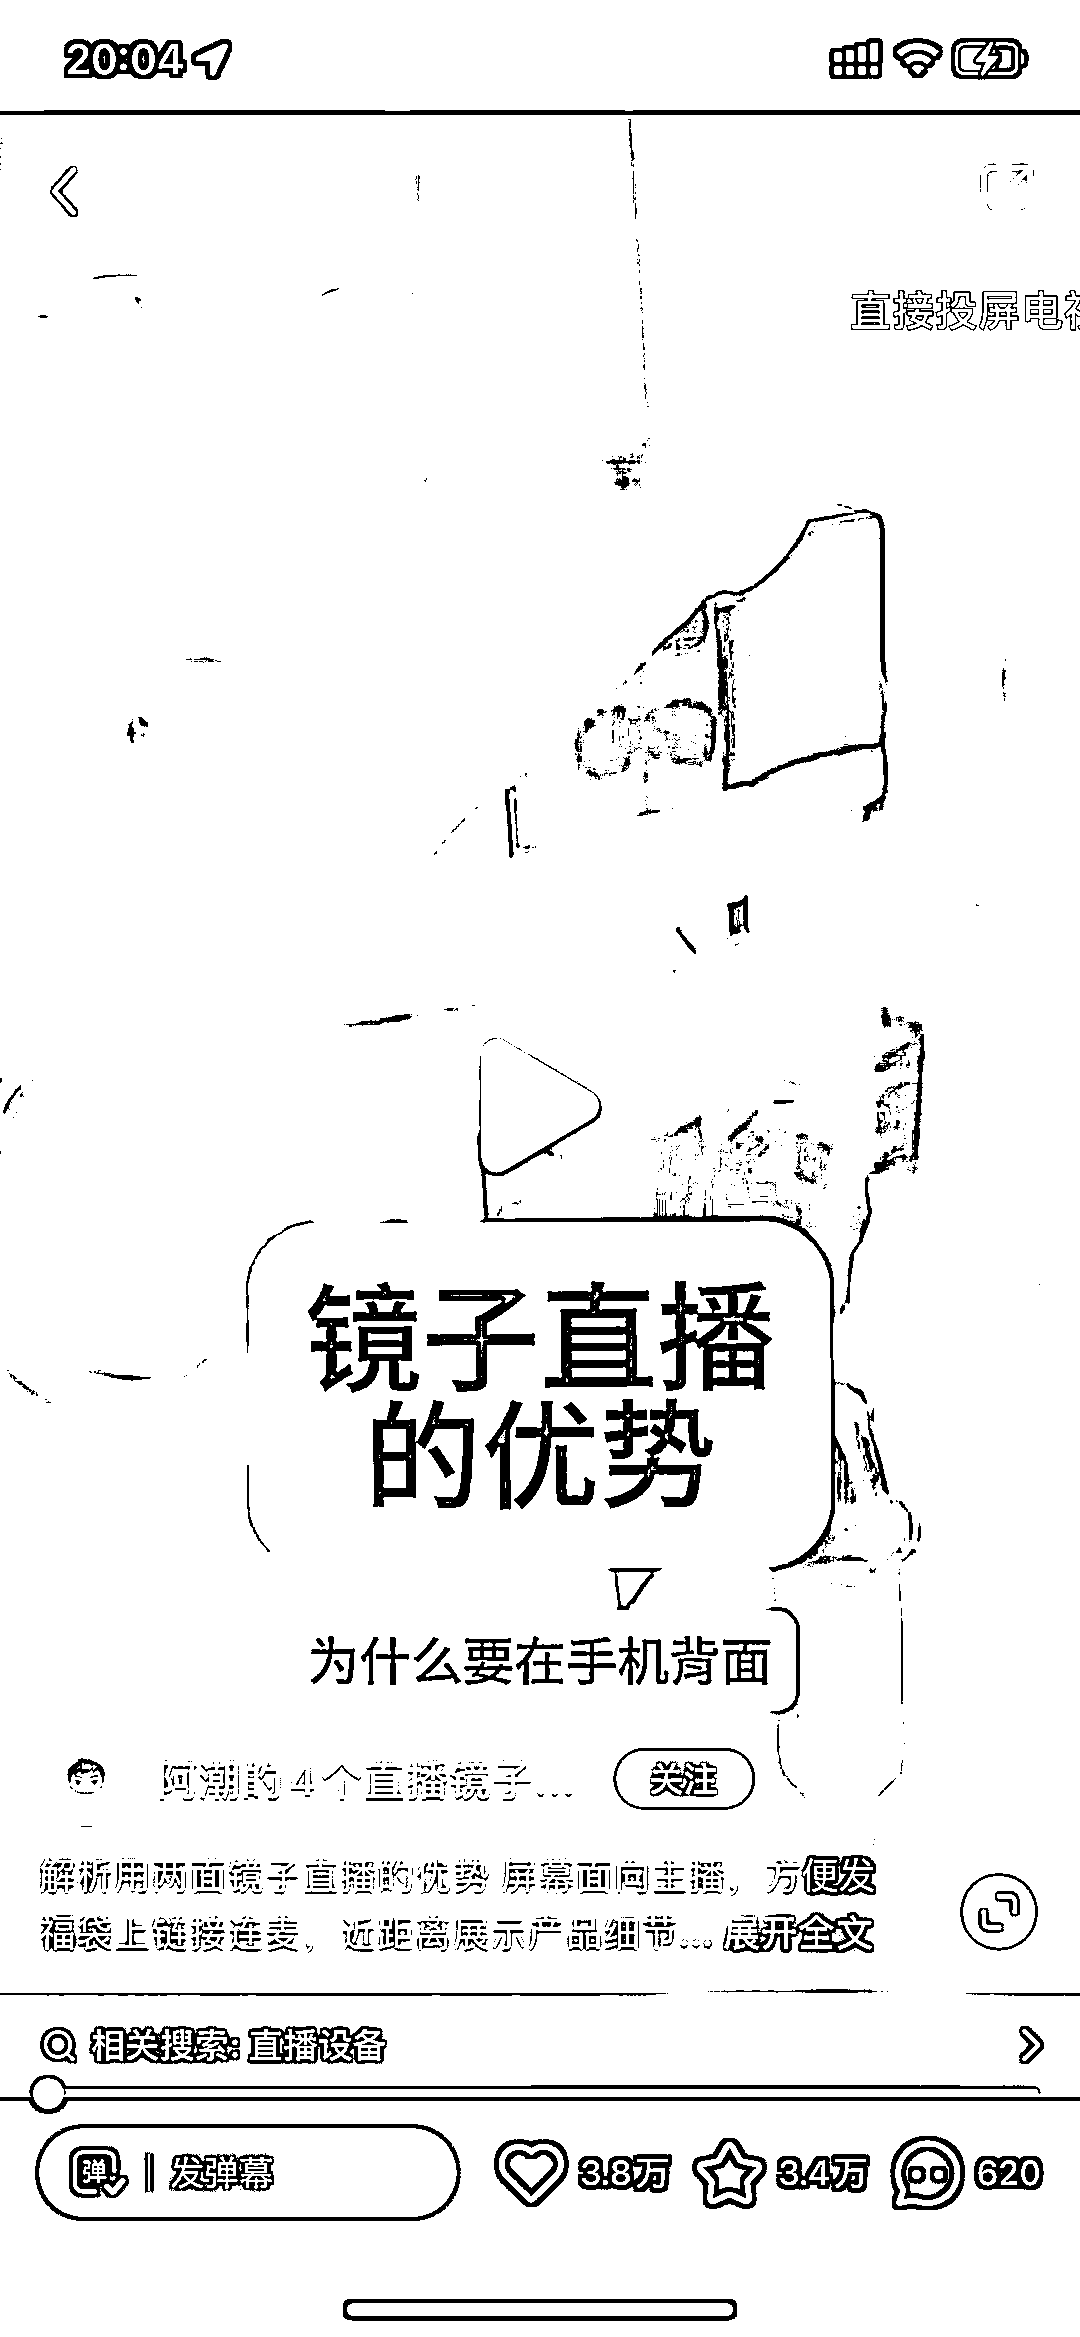 20:04
直接投屏电
镜子直播
的优势
为什么要在手机背面
阿潮的4个直播镜子... 关注
解析用两面镜子直播的优势 屏幕面向主播，方便发
福袋上链接连麦，近距离展示产品细节... 展开全文
相关搜索: 直播设备
弹 发弹幕 3.8万 3.4万 620